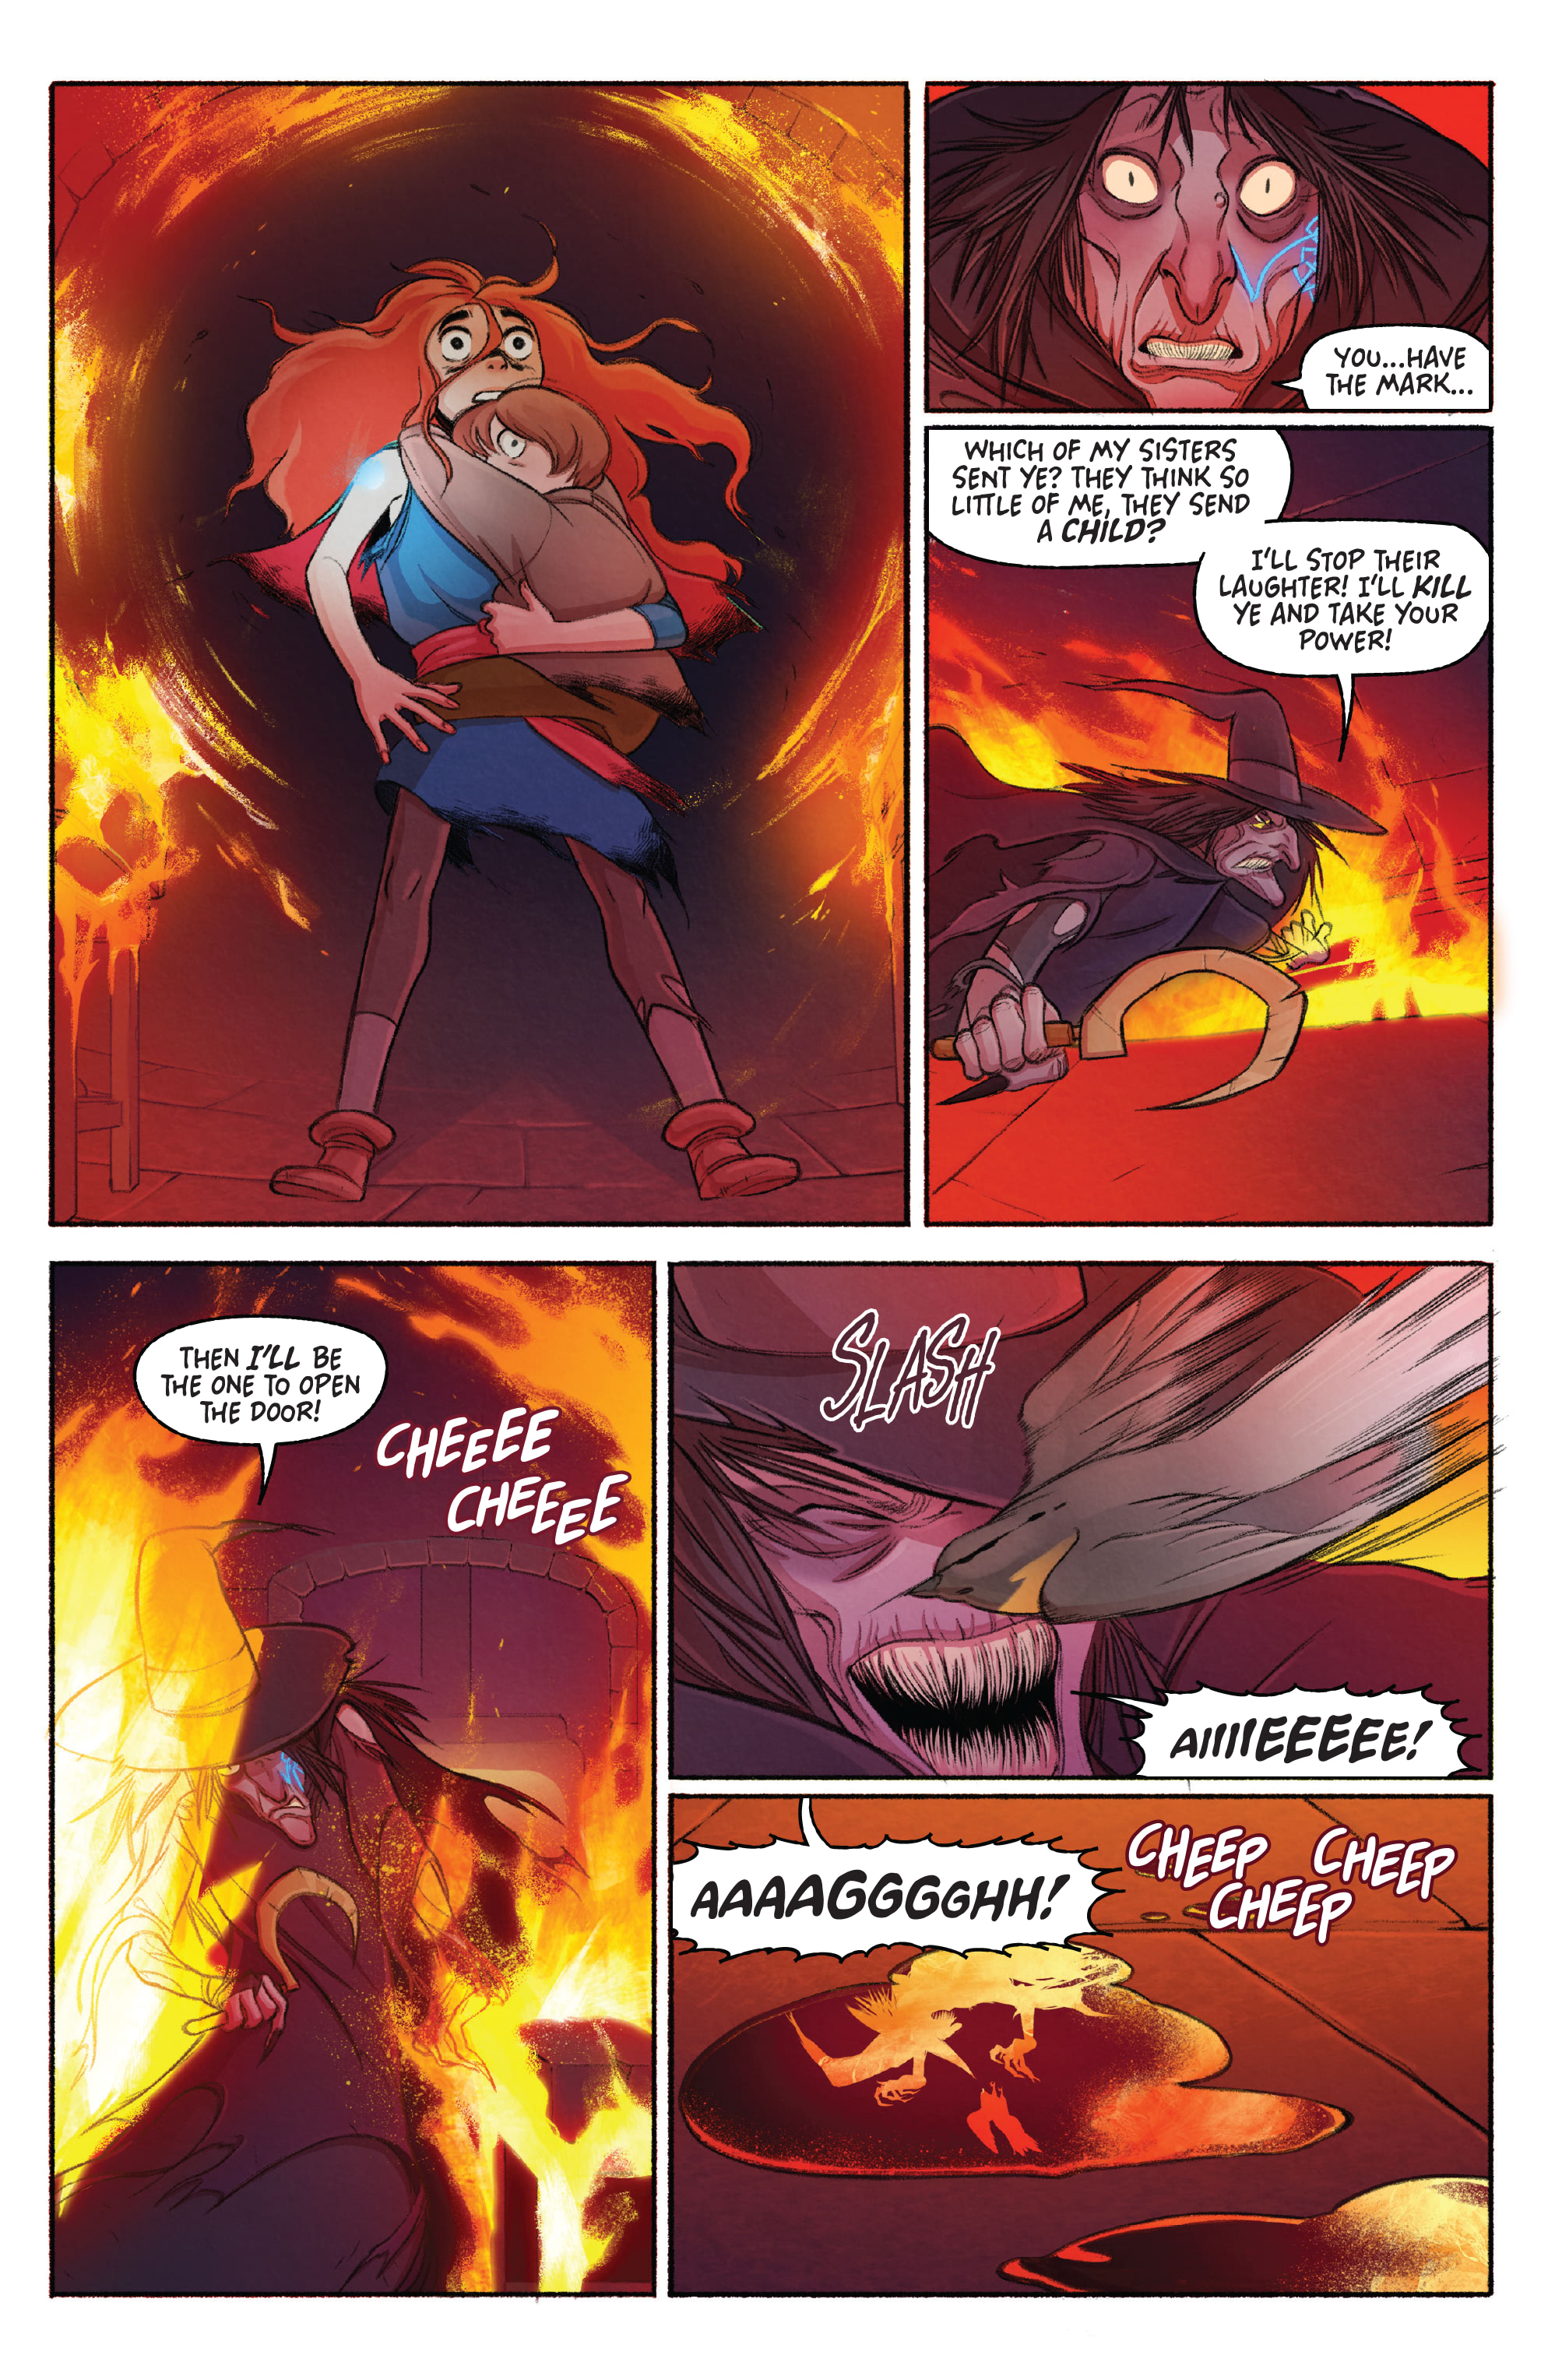 YOU...HAVE
THE MARK...
WHICH OF MY SISTERS
SENT YE? THEY THINK SO
LITTLE OF ME, THEY SEND
A CHILD?
I'LL STOP THEIR
LAUGHTER! I'LL KILL
YE AND TAKE YOUR
POWER!
THEN I'LL BE
THE ONE TO OPEN
THE DOOR!
CHEEEE
CHEEEE
SLASH
AIIIIEEEEEE!
AAAAGGGGGHH!
CHEEP CHEEP
CHEEP